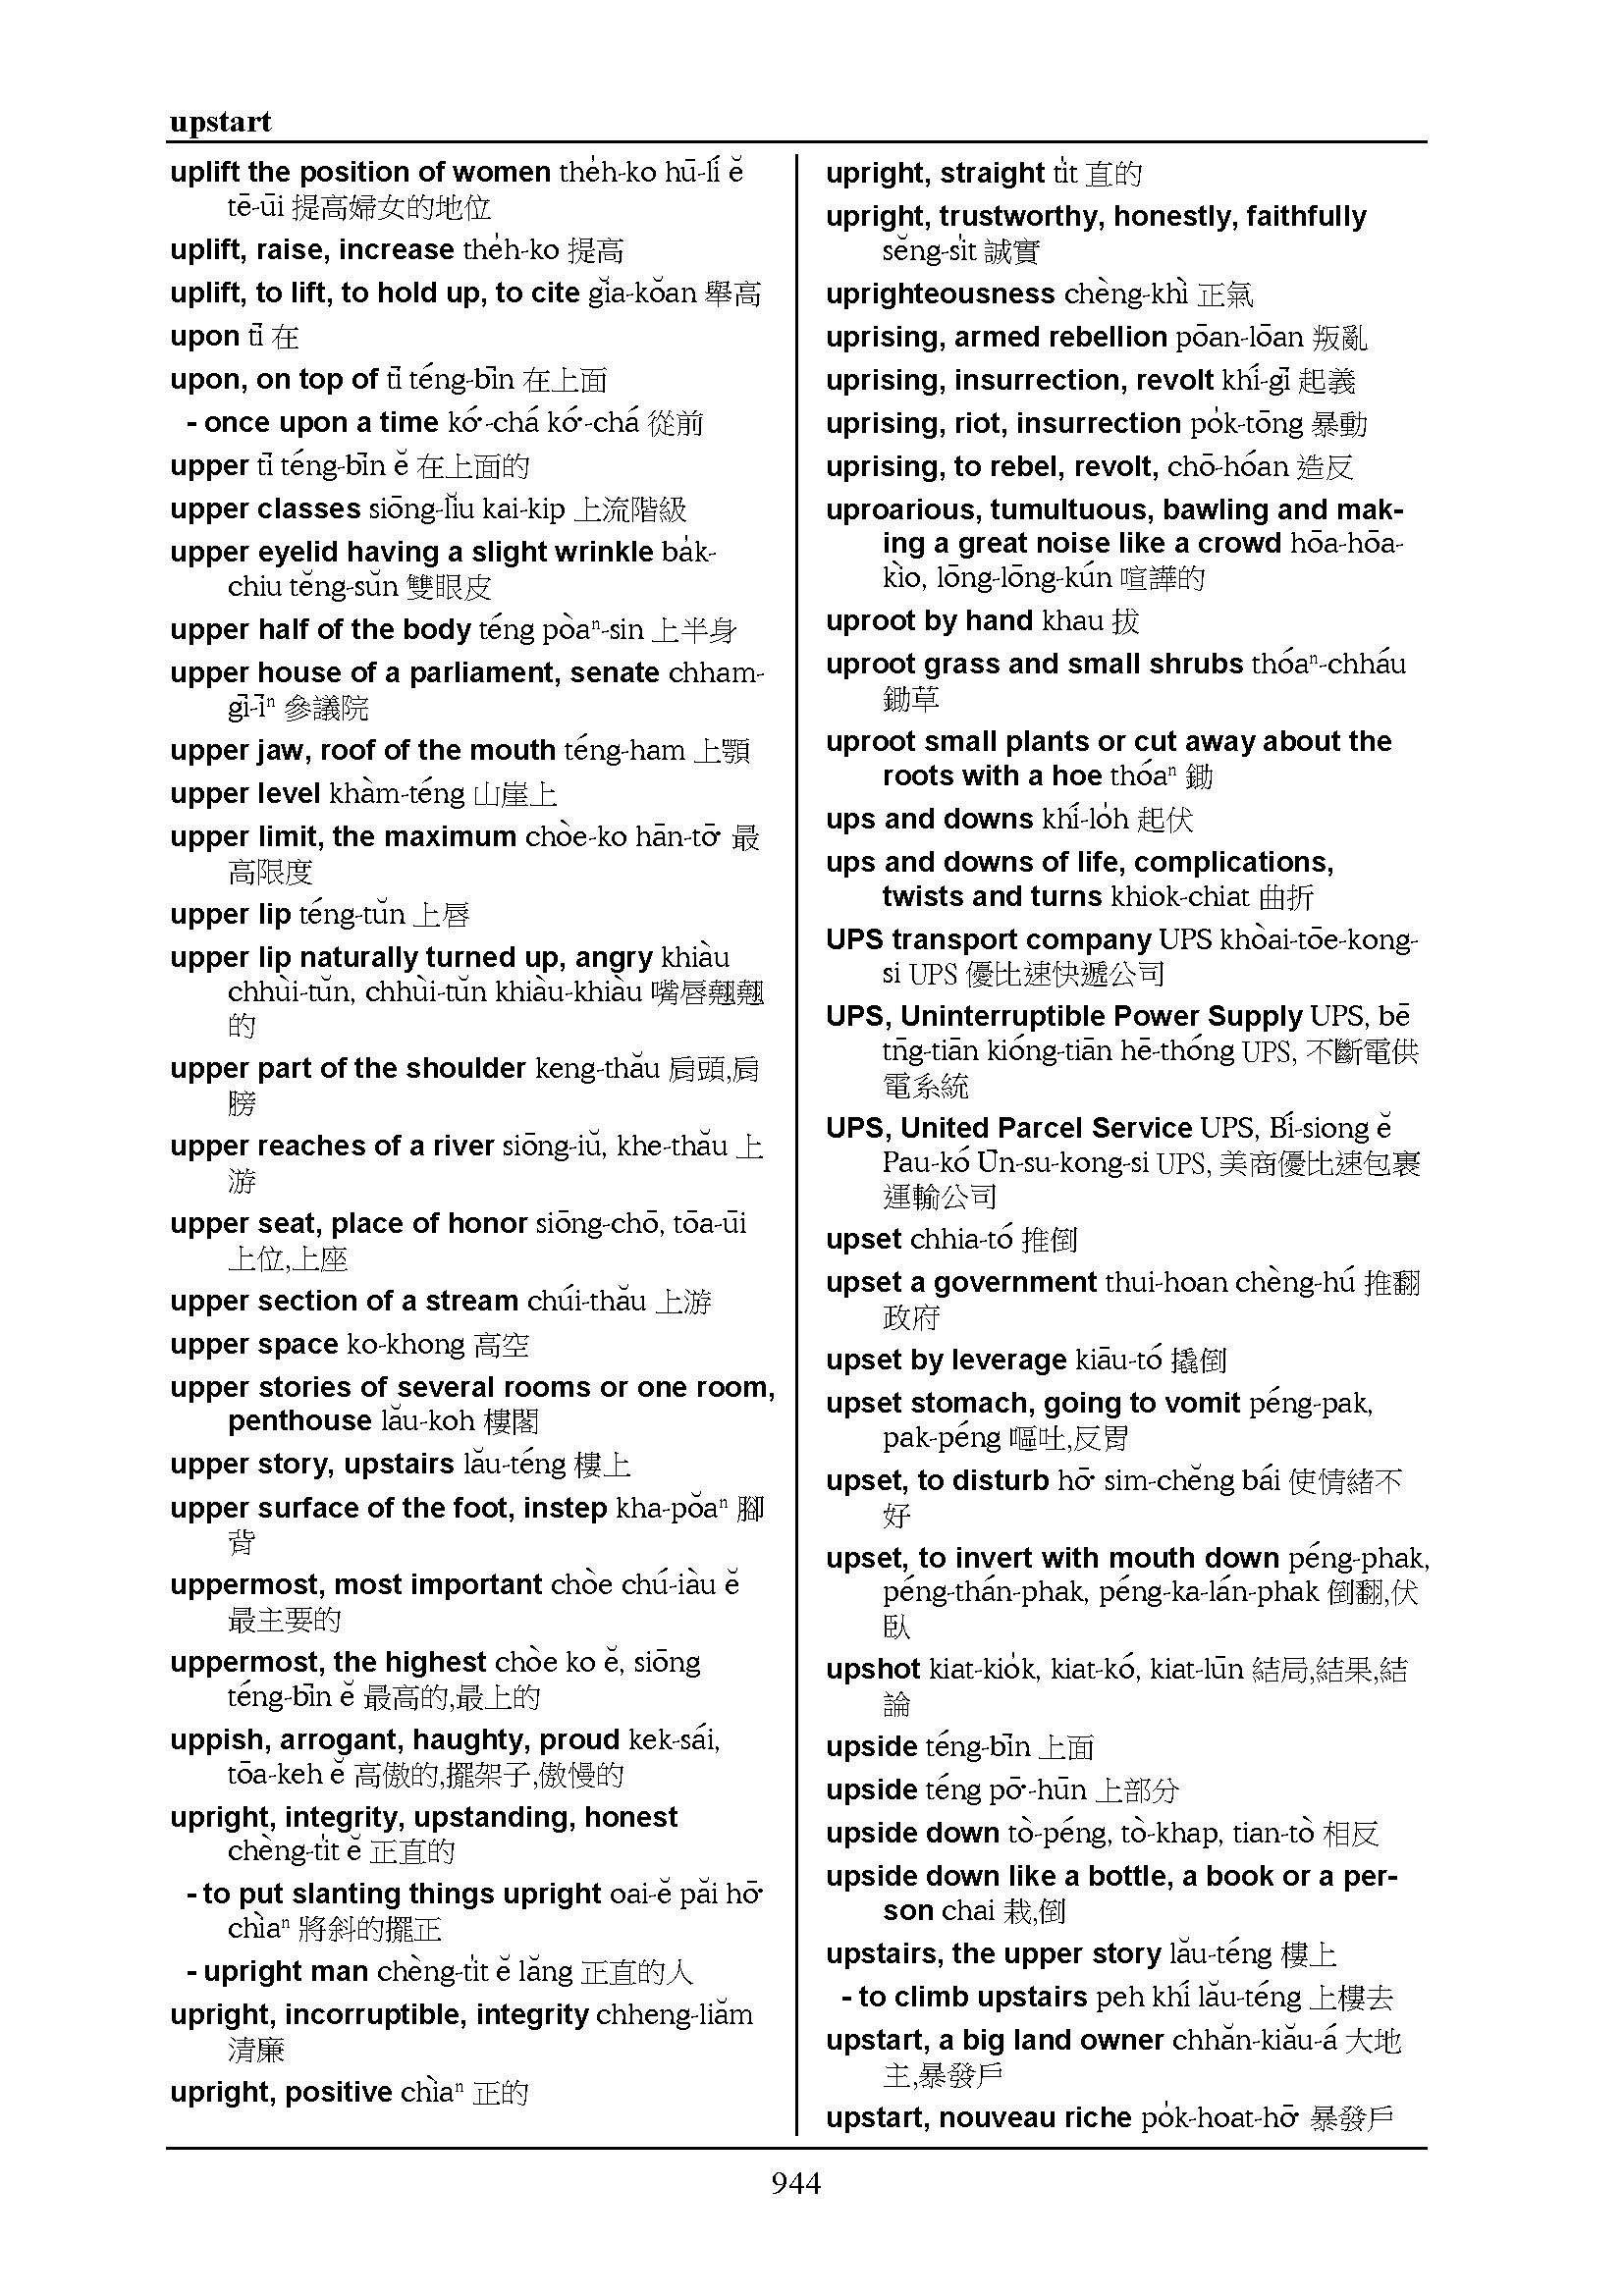 upstart
uplift the position of women the̍h-ko hū-lí ĕ
tē-ūi 提高婦女的地位
uplift, raise, increase the̍h-ko 提高
uplift, to lift, to hold up, to cite gĭa-kŏan 舉高
upon tī 在
upon, on top of tī téng-bīn 在上面
- once upon a time kó͘-chá kó͘-chá 從前
upper tī téng-bīn ĕ 在上面的
upper classes siōng-lĭu kai-kip 上流階級
upper eyelid having a slight wrinkle ba̍k-
chiu tĕng-sŭn 雙眼皮
upper half of the body téng pòaⁿ-sin 上半身
upper house of a parliament, senate chham-
gī-īⁿ 參議院
upper jaw, roof of the mouth téng-ham 上顎
upper level khàm-téng 山崖上
upper limit, the maximum chòe-ko hān-tō͘ 最
高限度
upper lip téng-tŭn 上唇
upper lip naturally turned up, angry khiàu
chhùi-tŭn, chhùi-tŭn khiàu-khiàu 嘴唇翹翹
的
upper part of the shoulder keng-thău 肩頭,肩
膀
upper reaches of a river siōng-iŭ, khe-thău 上
游
upper seat, place of honor siōng-chō, tōa-ūi
上位,上座
upper section of a stream chúi-thău 上游
upper space ko-khong 高空
upper stories of several rooms or one room,
penthouse lău-koh 樓閣
upper story, upstairs lău-téng 樓上
upper surface of the foot, instep kha-pŏaⁿ 腳
背
uppermost, most important chòe chú-iàu ĕ
最主要的
uppermost, the highest chòe ko ĕ, siōng
téng-bīn ĕ 最高的,最上的
uppish, arrogant, haughty, proud kek-sái,
tōa-keh ĕ 高傲的,擺架子,傲慢的
upright, integrity, upstanding, honest
chèng-ti̍t ĕ 正直的
- to put slanting things upright oai-ĕ păi hō͘
chìaⁿ 將斜的擺正
- upright man chèng-ti̍t ĕ lăng 正直的人
upright, incorruptible, integrity chheng-liăm
清廉
upright, positive chìaⁿ 正的
upright, straight ti̍t 直的
upright, trustworthy, honestly, faithfully
sĕng-si̍t 誠實
uprighteousness chèng-khì 正氣
uprising, armed rebellion pōan-lōan 叛亂
uprising, insurrection, revolt khí-gī 起義
uprising, riot, insurrection po̍k-tōng 暴動
uprising, to rebel, revolt, chō-hóan 造反
uproarious, tumultuous, bawling and mak-
ing a great noise like a crowd hōa-hōa-
kìo, lōng-lōng-kún 喧譁的
uproot by hand khau 拔
uproot grass and small shrubs thóaⁿ-chháu
鋤草
uproot small plants or cut away about the
roots with a hoe thóaⁿ 鋤
ups and downs khí-lo̍h 起伏
ups and downs of life, complications,
twists and turns khiok-chiat 曲折
UPS transport company UPS khòai-tōe-kong-
si UPS 優比速快遞公司
UPS, Uninterruptible Power Supply UPS, bē
tn̄g-tiān kióng-tiān hē-thóng UPS, 不斷電供
電系統
UPS, United Parcel Service UPS, Bí-siong ĕ
Pau-kó Ūn-su-kong-si UPS, 美商優比速包裹
運輸公司
upset chhia-tó 推倒
upset a government thui-hoan chèng-hú 推翻
政府
upset by leverage kiāu-tó 撬倒
upset stomach, going to vomit péng-pak,
pak-péng 嘔吐,反胃
upset, to disturb hō͘ sim-chĕng bái 使情緒不
好
upset, to invert with mouth down péng-phak,
péng-thán-phak, péng-ka-lán-phak 倒翻,伏
臥
upshot kiat-kio̍k, kiat-kó, kiat-lūn 結局,結果,結
論
upside téng-bīn 上面
upside téng pō͘-hūn 上部分
upside down tò-péng, tò-khap, tian-tò 相反
upside down like a bottle, a book or a per-
son chai 栽,倒
upstairs, the upper story lău-téng 樓上
- to climb upstairs peh khí lău-téng 上樓去
upstart, a big land owner chhăn-kiău-á 大地
主,暴發戶
upstart, nouveau riche po̍k-hoat-hō͘ 暴發戶
944